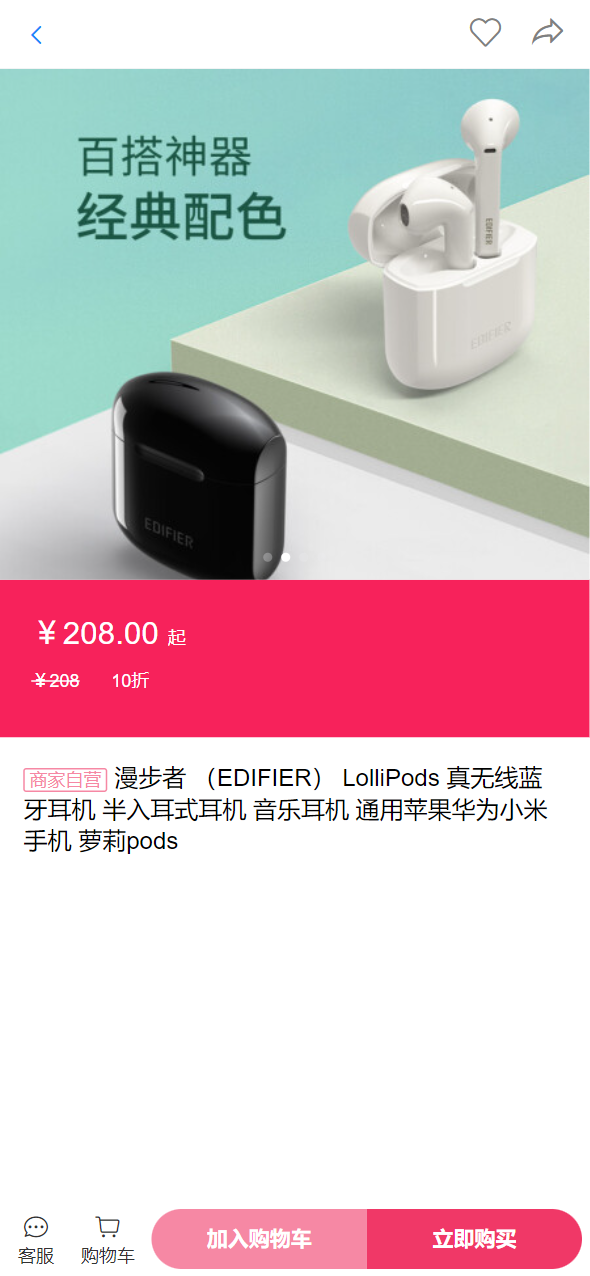 百搭神器
经典配色
EDIFIER
EDIFIER
EDIFIER
￥208.00 起
￥208 10折
商家自营 漫步者 （EDIFIER） LolliPods 真无线蓝
牙耳机 半入耳式耳机 音乐耳机 通用苹果华为小米
手机 萝莉pods
客服 购物车 加入购物车 立即购买